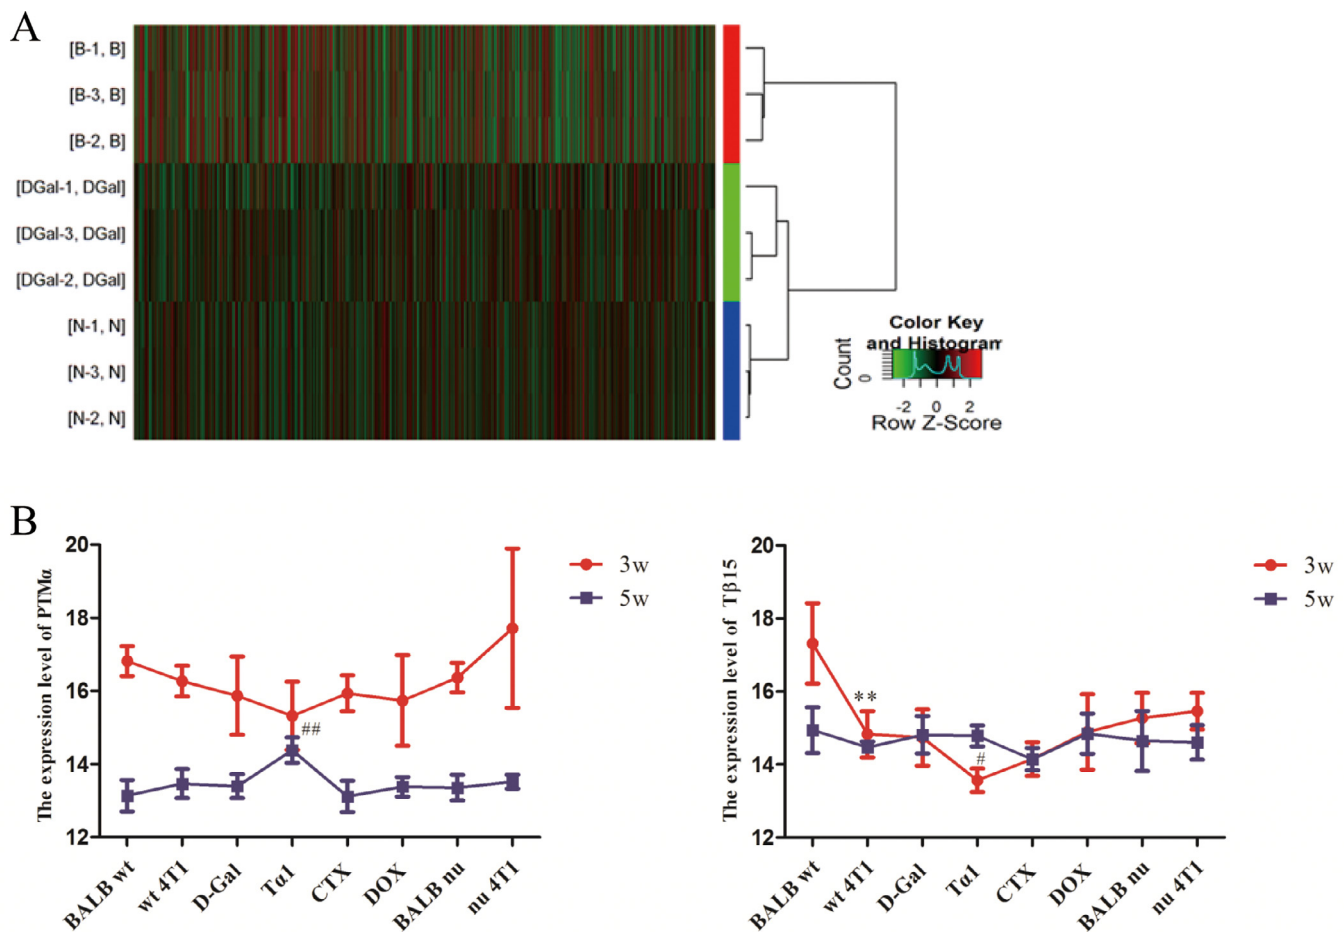 A
[B-1, B]
[B-3, B]
[B-2, B]
[DGal-1, DGal]
[DGal-3, DGal]
[DGal-2, DGal]
[N-1, N]
[N-3, N]
[N-2, N]
Color Key
and Histogram
Count
0
-2 0 2
Row Z-Score
B
The expression level of PTMα
20
18
16
14
12
##
3w
5w
BALB wt
wt 4T1
D-Gal
Tα1
CTX
DOX
BALB nu
nu 4T1
The expression level of Tβ15
20
18
16
14
12
**
#
3w
5w
BALB wt
wt 4T1
D-Gal
Tα1
CTX
DOX
BALB nu
nu 4T1